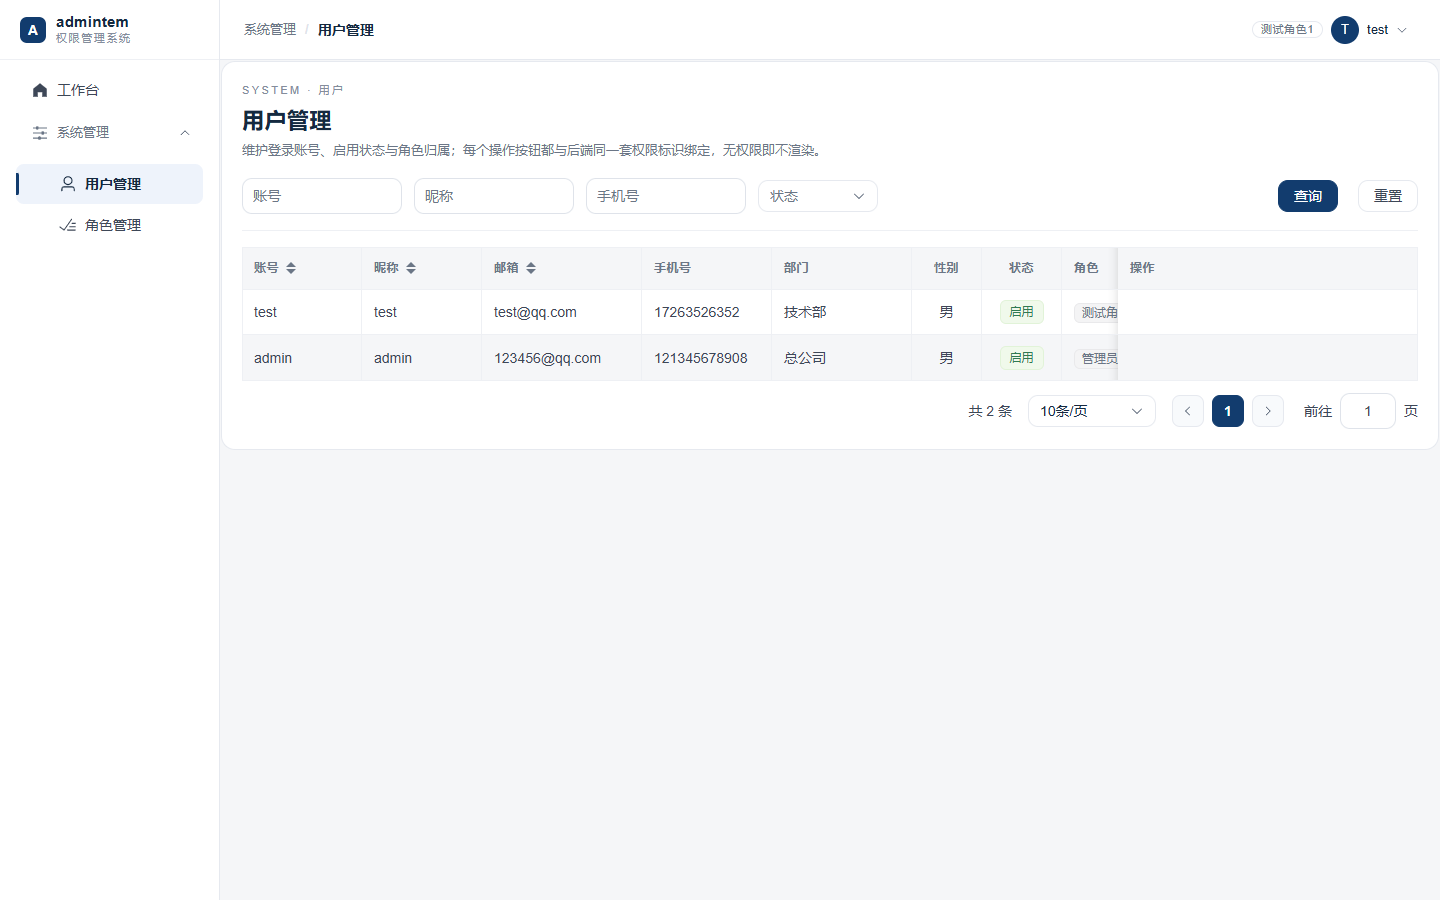 A admintem
权限管理系统
系统管理 / 用户管理
测试角色1 T test
工作台
系统管理
用户管理
角色管理
SYSTEM · 用户
用户管理
维护登录账号、启用状态与角色归属；每个操作按钮都与后端同一套权限标识绑定，无权限即不渲染。
账号 昵称 手机号 状态 查询 重置
账号 昵称 邮箱 手机号 部门 性别 状态 角色 操作
test test test@qq.com 17263526352 技术部 男 启用 测试角
admin admin 123456@qq.com 121345678908 总公司 男 启用 管理员
共 2 条 10条/页 1 前往 1 页